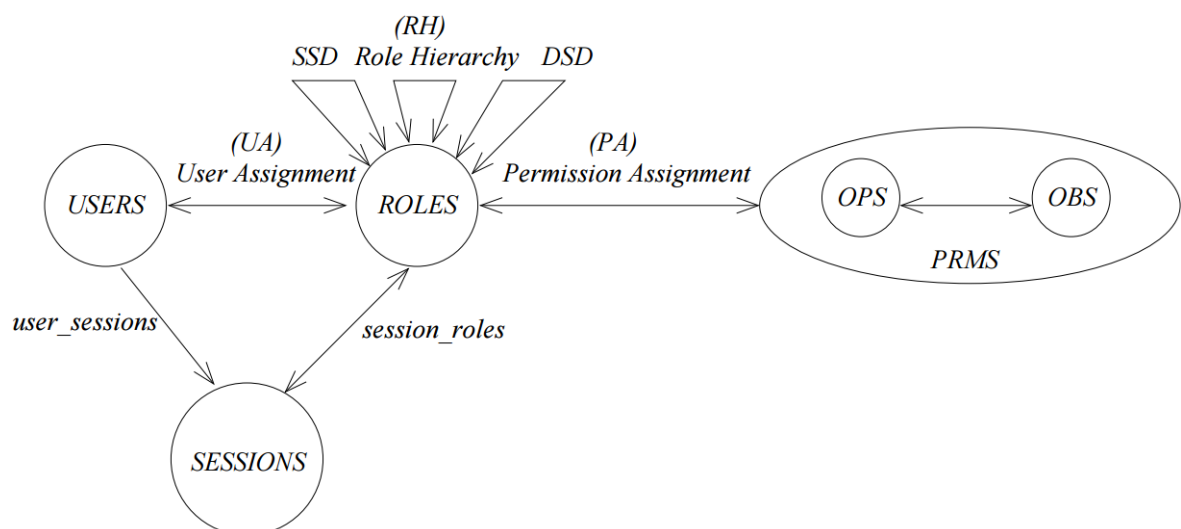 (RH)
SSD Role Hierarchy DSD
(UA)
User Assignment
(PA)
Permission Assignment
USERS
ROLES
OPS
OBS
PRMS
user_sessions
session_roles
SESSIONS